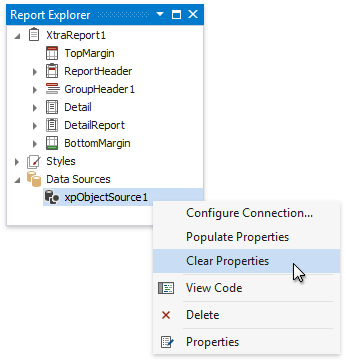 Report Explorer
XtraReport1
TopMargin
ReportHeader
GroupHeader1
Detail
DetailReport
BottomMargin
Styles
Data Sources
xpObjectSource1
Configure Connection...
Populate Properties
Clear Properties
View Code
Delete
Properties